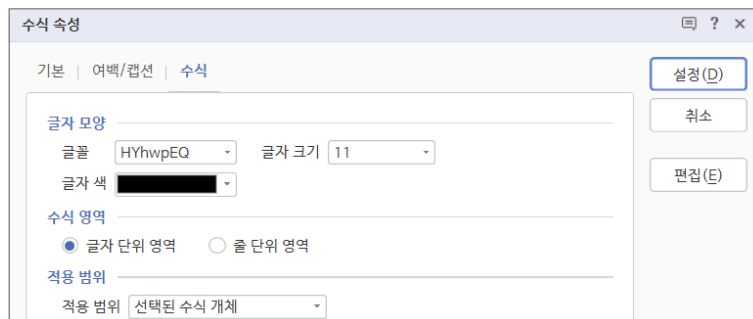 수식 속성 ? ×
기본 | 여백/캡션 | 수식
설정(D)
취소
편집(E)
글자 모양
글꼴 HYhwpEQ 글자 크기 11
글자 색
수식 영역
글자 단위 영역 줄 단위 영역
적용 범위
적용 범위 선택된 수식 개체